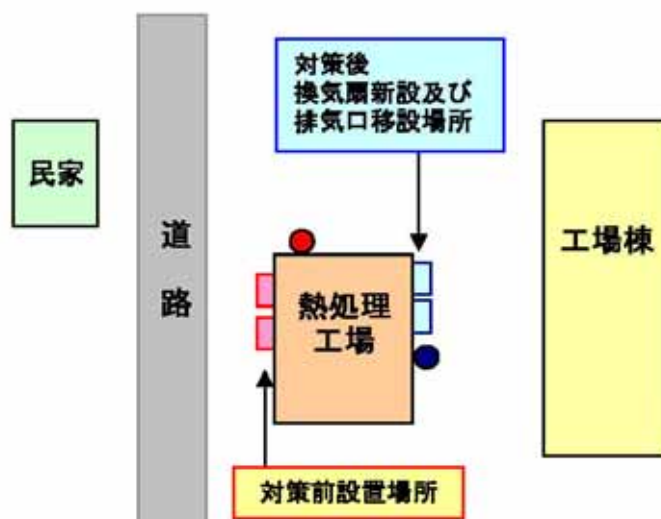 対策後
換気扇新設及び
排気口移設場所
民家
道
路
工場棟
熱処理
工場
対策前設置場所